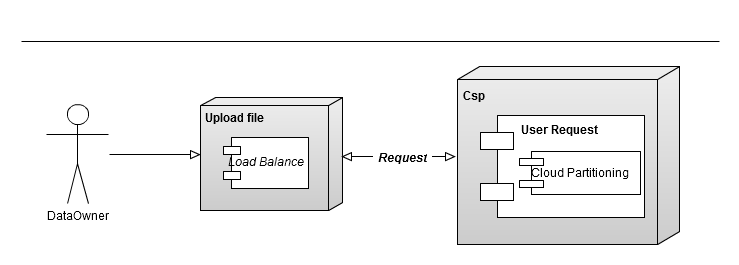 Upload file
Load Balance
Request
Csp
User Request
Cloud Partitioning
DataOwner